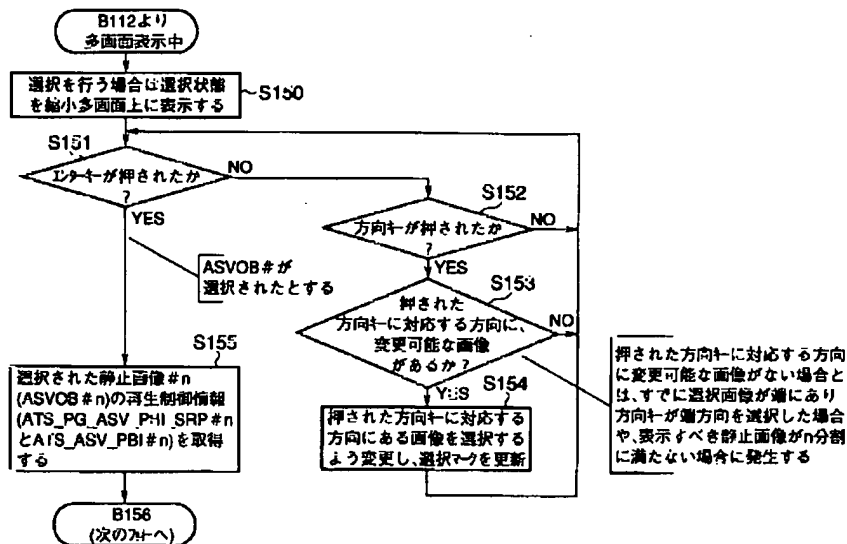 B112より
多画面表示中
選択を行う場合は選択状態
を縮小多画面上に表示する
S150
S151
エンターキーが押されたか
?
NO
YES
ASVOB#が
選択されたとする
S152
方向キーが押されたか
?
NO
YES
S153
押された
方向キーに対応する方向に、
変更可能な画像
があるか?
NO
YES
S154
押された方向キーに対応する
方向にある画像を選択する
よう変更し、選択マークを更新
押された方向キーに対応する方向
に変更可能な画像がない場合と
は、すでに選択画像が端にあり
方向キーが端方向を選択した場合
や、表示すべき静止画像がn分割
に満たない場合に発生する
S155
選択された静止画像#n
(ASVOB#n)の再生制御情報
(ATS_PG_ASV_PHI_SRP#n
とATS_ASV_PBI#n)を取得
する
B156
(次のフロートへ)